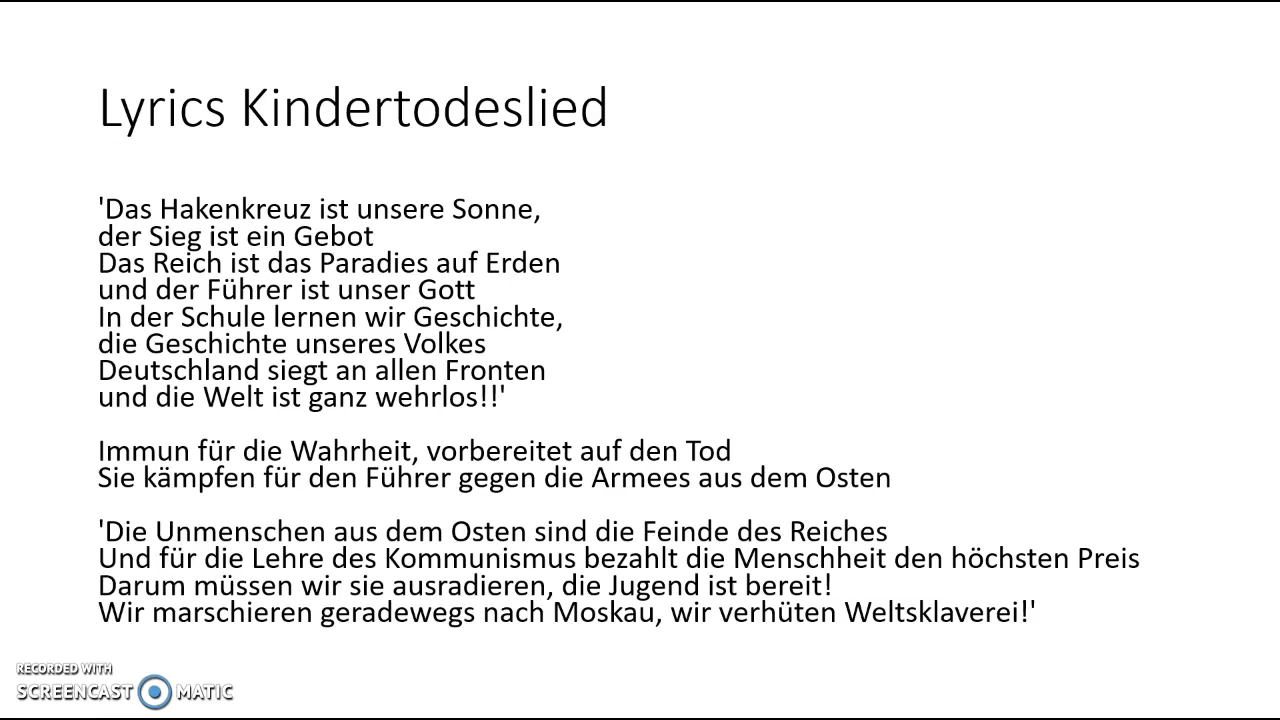 Lyrics Kindertodeslied
'Das Hakenkreuz ist unsere Sonne,
der Sieg ist ein Gebot
Das Reich ist das Paradies auf Erden
und der Führer ist unser Gott
In der Schule lernen wir Geschichte,
die Geschichte unseres Volkes
Deutschland siegt an allen Fronten
und die Welt ist ganz wehrlos!!'
Immun für die Wahrheit, vorbereitet auf den Tod
Sie kämpfen für den Führer gegen die Armees aus dem Osten
'Die Unmenschen aus dem Osten sind die Feinde des Reiches
Und für die Lehre des Kommunismus bezahlt die Menschheit den höchsten Preis
Darum müssen wir sie ausradieren, die Jugend ist bereit!
Wir marschieren geradewegs nach Moskau, wir verhüten Weltsklaverei!'
RECORDED WITH
SCREENCAST MATIC